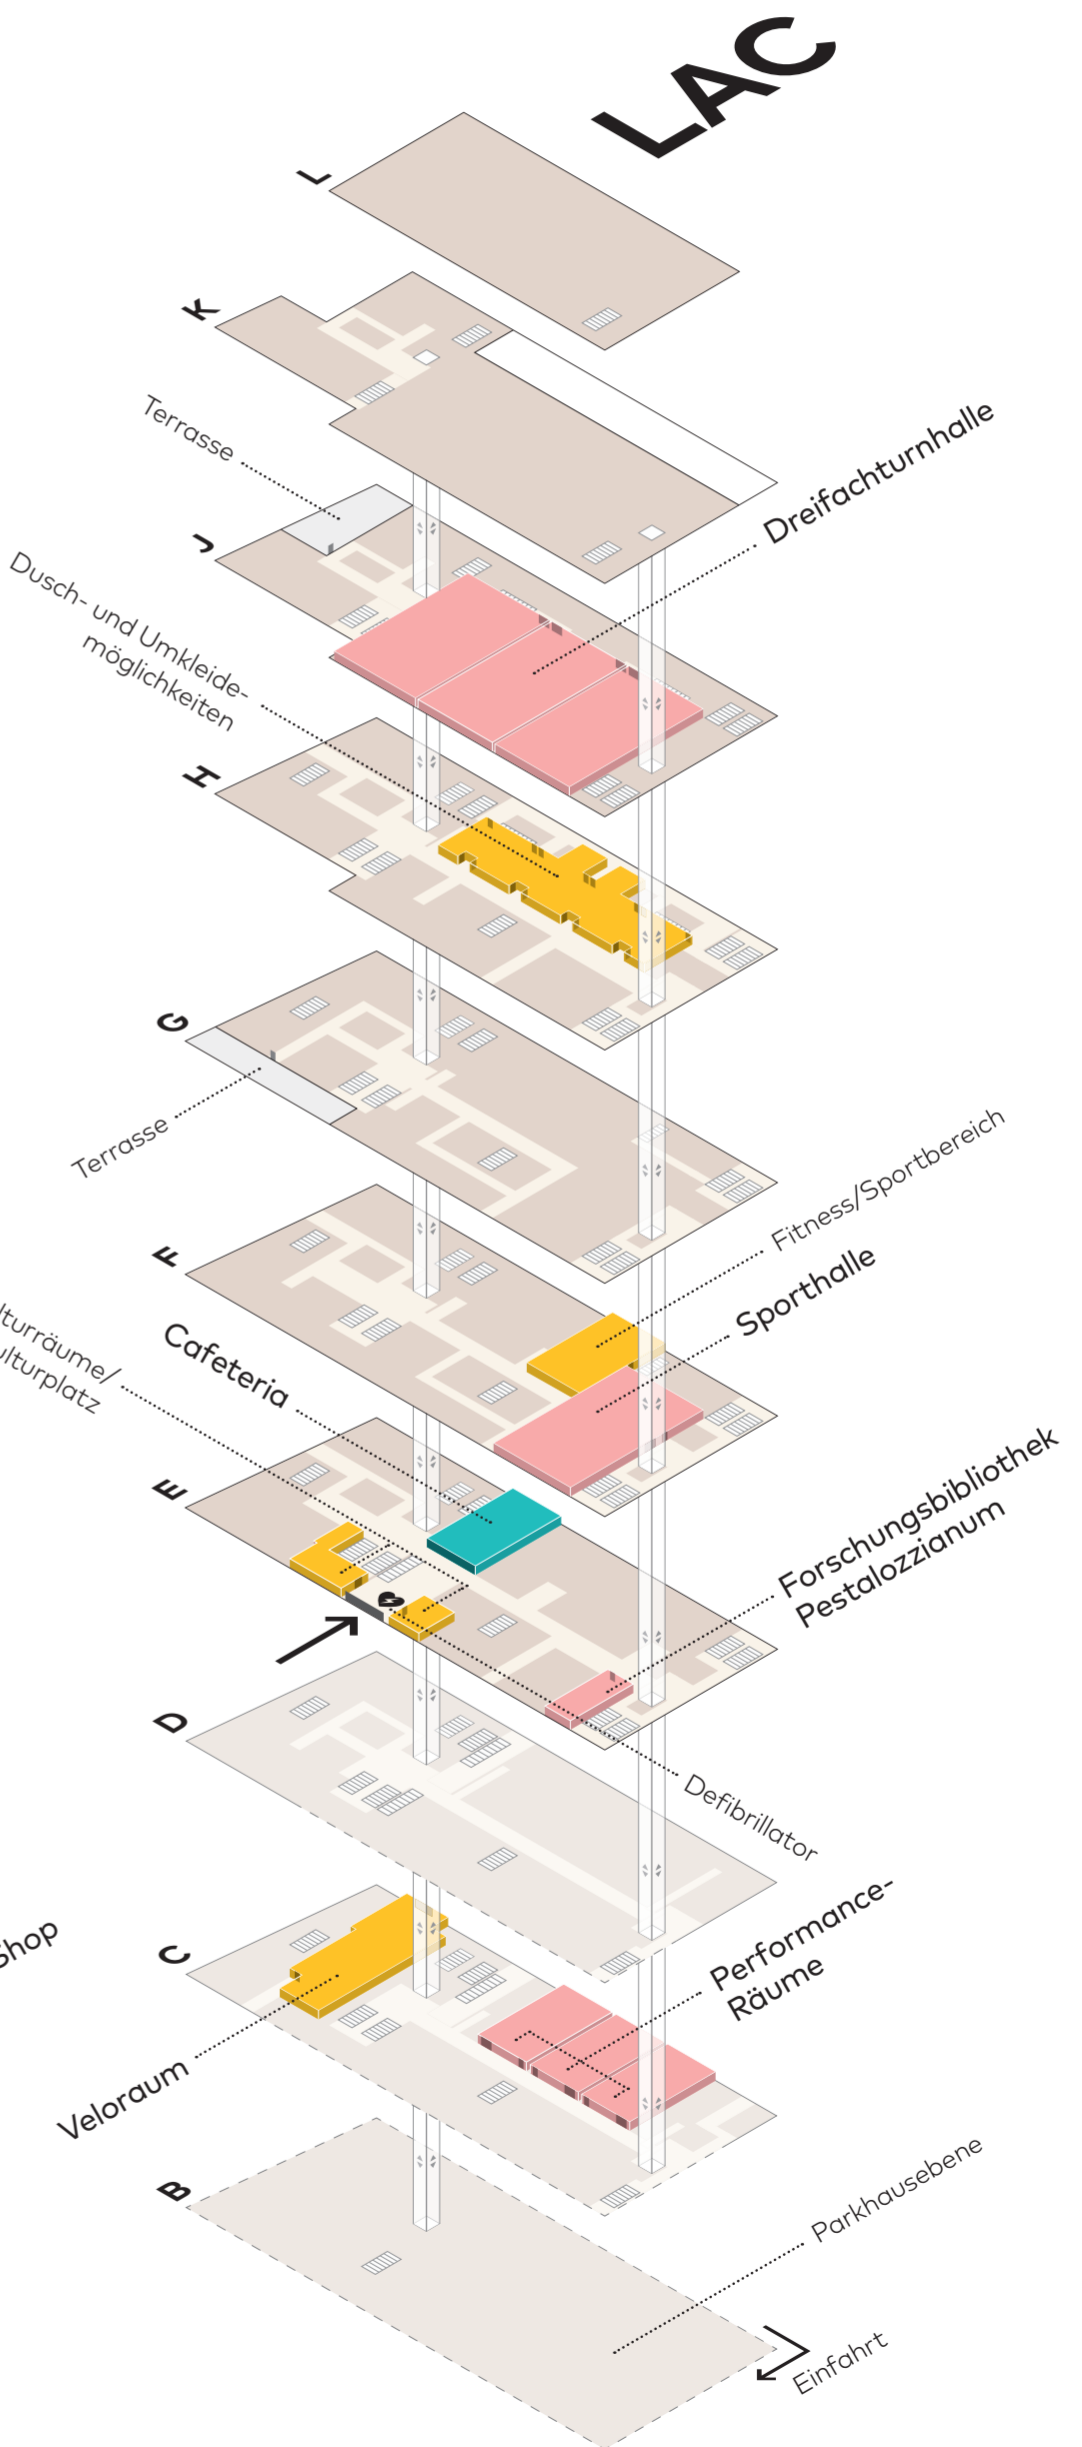 LAC
L
K
Terrasse
Dreifachturnhalle
J
Dusch- und Umkleide-
möglichkeiten
H
G
Terrasse
Fitness/Sportbereich
F
Sporthalle
Cafeteria
E
Forschungsbibliothek
Pestalozzianum
D
Defibrillator
Performance-
Räume
Shop
C
Veloraum
B
Parkhausebene
Einfahrt